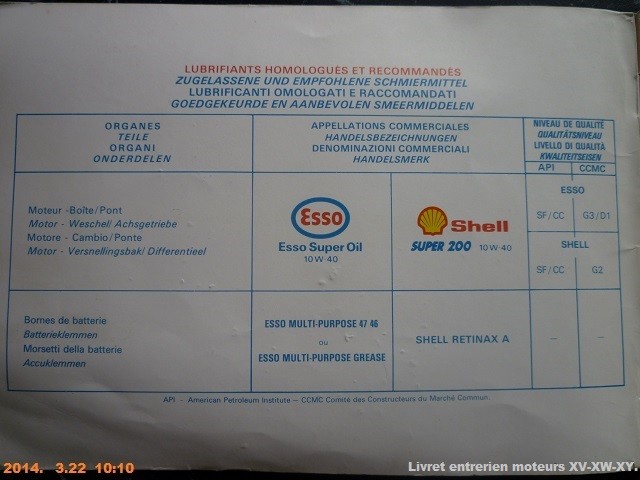 LUBRIFIANTS HOMOLOGUÉS ET RECOMMANDÉS
ZUGELASSENE UND EMPFOHLENE SCHMIERMITTEL
LUBRIFICANTI OMOLOGATI E RACCOMANDATI
GOEDGEKEURDE EN AANBEVOLEN SMEERMIDDELEN
ORGANES
TEILE
ORGANI
ONDERDELEN
APPELLATIONS COMMERCIALES
HANDELSBEZEICHNUNGEN
DENOMINAZIONI COMMERCIALI
HANDELSMERK
NIVEAU DE QUALITÉ
QUALITÄTSNIVEAU
LIVELLO DI QUALITÀ
KWALITEITSEISEN
API CCMC
Moteur -Boîte/Pont
Motor - Weschel/Achsgetriebe
Motore - Cambio/Ponte
Motor - Versnellingsbak/Differentieel
Esso
Esso Super Oil
10W-40
Shell
SUPER 200 10W-40
ESSO
SF/CC G3/D1
SHELL
SF/CC G2
Bornes de batterie
Batterieklemmen
Morsetti della batterie
Accuklemmen
ESSO MULTI-PURPOSE 47 46
ou
ESSO MULTI-PURPOSE GREASE
SHELL RETINAX A
– –
API - American Petroleum Institute — CCMC Comité des Constructeurs du Marché Commun.
2014. 3.22 10:10
Livret entrerien moteurs XV-XW-XY.